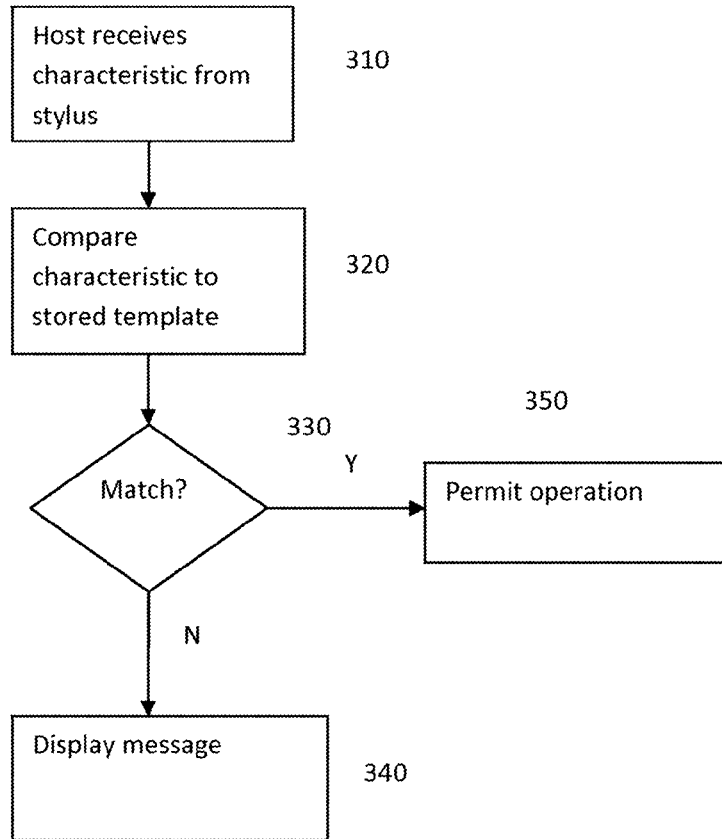 Host receives
characteristic from
stylus
310
Compare
characteristic to
stored template
320
330
350
Match?
Y
Permit operation
N
Display message
340